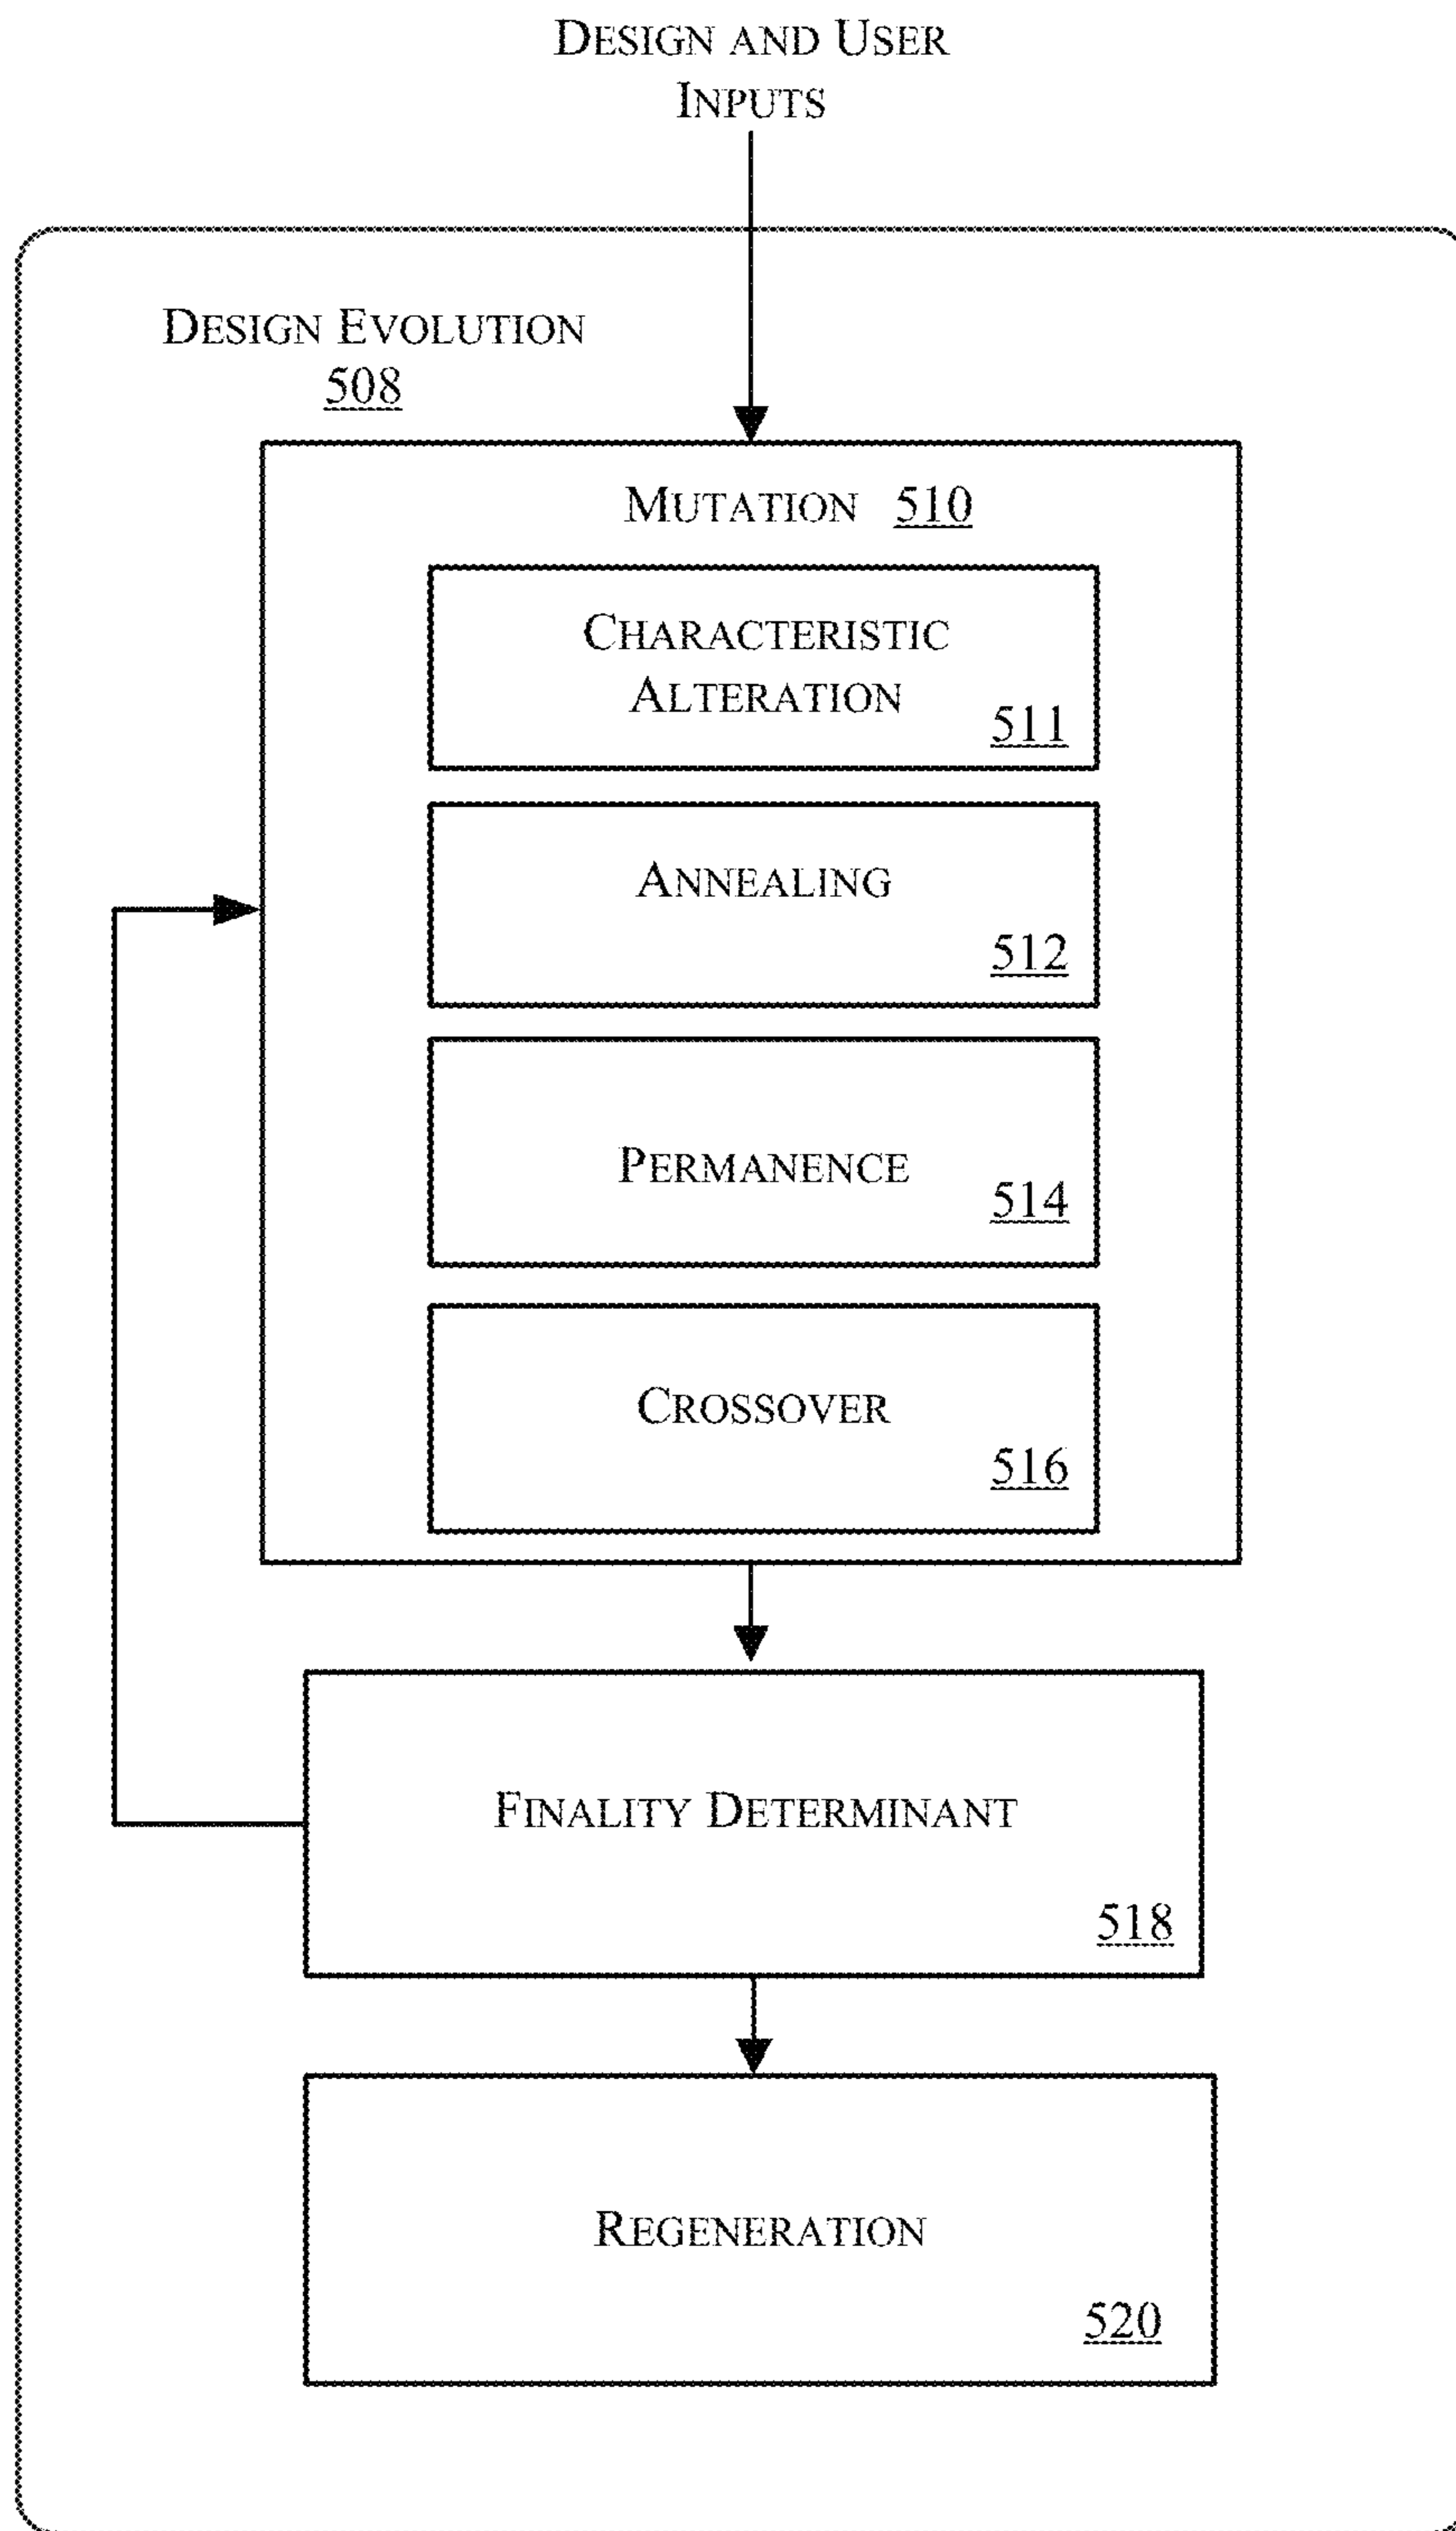 DESIGN AND USER
INPUTS
DESIGN EVOLUTION
508
MUTATION 510
CHARACTERISTIC
ALTERATION
511
ANNEALING
512
PERMANENCE
514
CROSSOVER
516
FINALITY DETERMINANT
518
REGENERATION
520